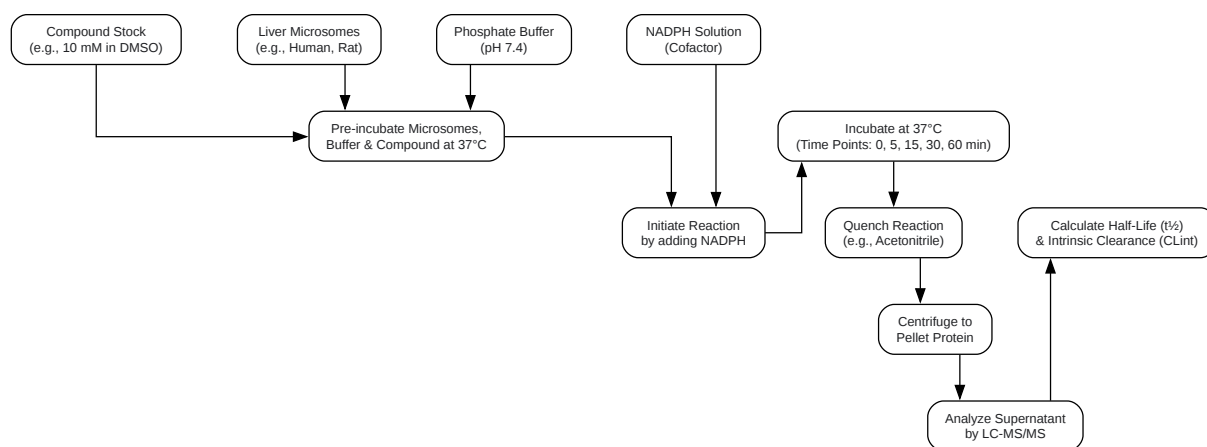 Compound Stock
(e.g., 10 mM in DMSO)
Liver Microsomes
(e.g., Human, Rat)
Phosphate Buffer
(pH 7.4)
NADPH Solution
(Cofactor)
Pre-incubate Microsomes,
Buffer & Compound at 37°C
Incubate at 37°C
(Time Points: 0, 5, 15, 30, 60 min)
Initiate Reaction
by adding NADPH
Quench Reaction
(e.g., Acetonitrile)
Calculate Half-Life (t½)
& Intrinsic Clearance (CLint)
Centrifuge to
Pellet Protein
Analyze Supernatant
by LC-MS/MS